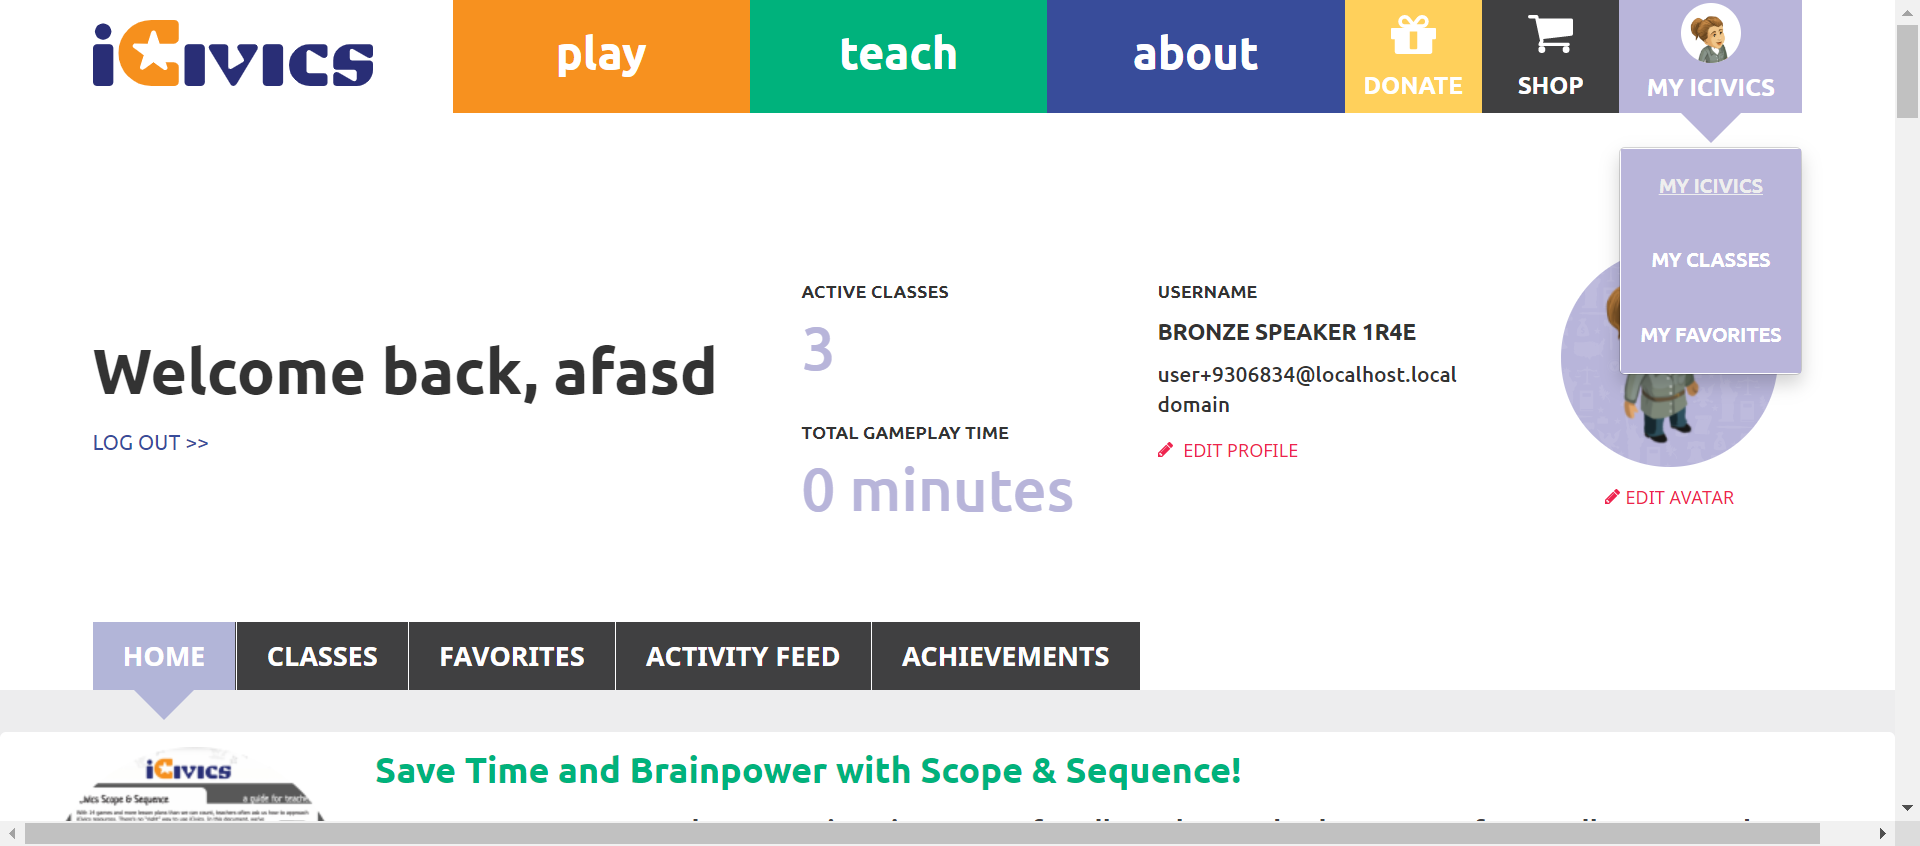 iCivics
play
teach
about
DONATE
SHOP
MY ICIVICS
MY ICIVICS
MY CLASSES
MY FAVORITES
Welcome back, afasd
LOG OUT >>
ACTIVE CLASSES
3
TOTAL GAMEPLAY TIME
0 minutes
USERNAME
BRONZE SPEAKER 1R4E
user+9306834@localhost.local
domain
EDIT PROFILE
EDIT AVATAR
HOME
CLASSES
FAVORITES
ACTIVITY FEED
ACHIEVEMENTS
iCivics
Scope & Sequence
a guide for teache
Save Time and Brainpower with Scope & Sequence!